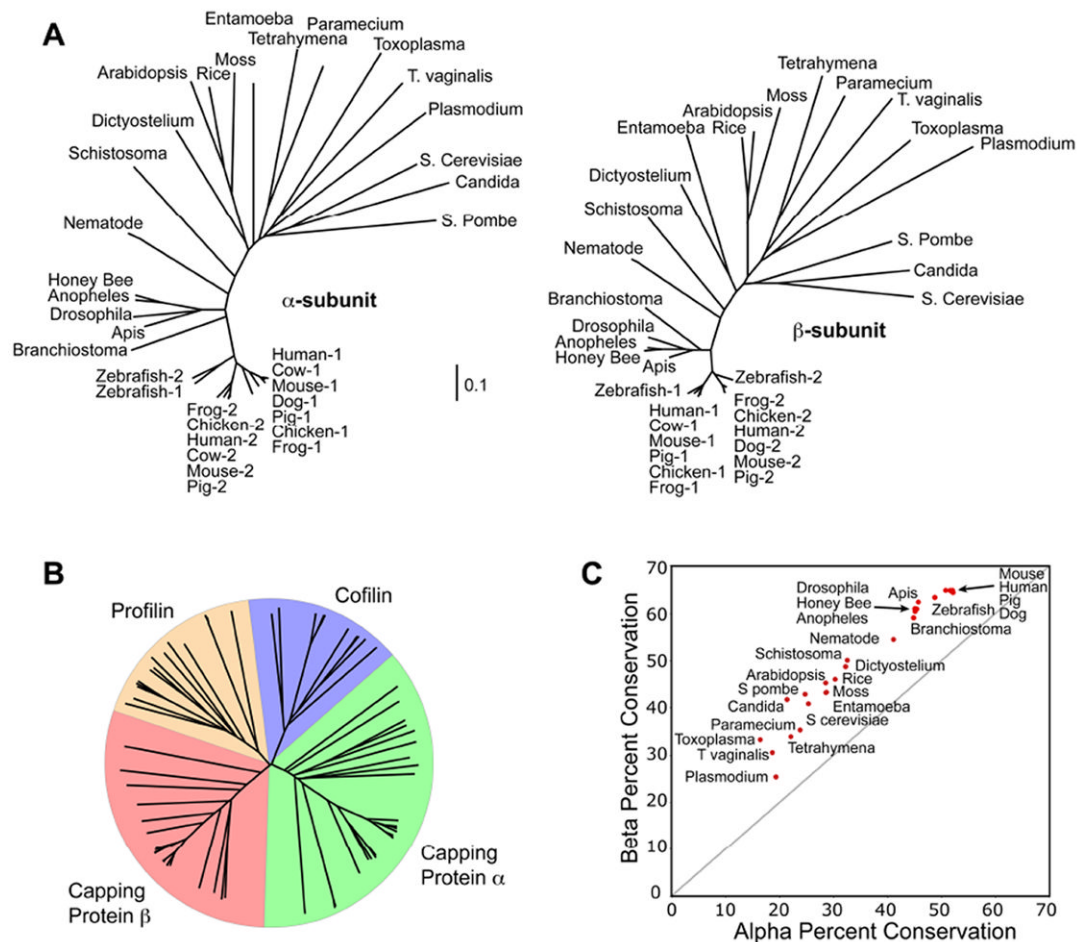 A
Entamoeba
Paramecium
Tetrahymena
Toxoplasma
Moss
Arabidopsis
Rice
T. vaginalis
Plasmodium
Dictyostelium
Schistosoma
S. Cerevisiae
Candida
S. Pombe
Nematode
Honey Bee
Anopheles
Drosophila
Apis
Branchiostoma
α-subunit
Zebrafish-2
Zebrafish-1
Frog-2
Chicken-2
Human-2
Cow-2
Mouse-2
Pig-2
Human-1
Cow-1
Mouse-1
Dog-1
Pig-1
Chicken-1
Frog-1
0.1
Tetrahymena
Paramecium
T. vaginalis
Moss
Arabidopsis
Entamoeba
Rice
Toxoplasma
Plasmodium
Dictyostelium
Schistosoma
Nematode
S. Pombe
Candida
S. Cerevisiae
Branchiostoma
Drosophila
Anopheles
Honey Bee
Apis
β-subunit
Zebrafish-1
Human-1
Cow-1
Mouse-1
Pig-1
Chicken-1
Frog-1
Zebrafish-2
Frog-2
Chicken-2
Human-2
Dog-2
Mouse-2
Pig-2
B
Profilin
Cofilin
Capping
Protein β
Capping
Protein α
C
Beta Percent Conservation
70
60
50
40
30
20
10
0
Mouse
Human
Pig
Dog
Drosophila
Apis
Honey Bee
Zebrafish
Anopheles
Branchiostoma
Nematode
Schistosoma
Dictyostelium
Arabidopsis
Rice
S pombe
Moss
Candida
Entamoeba
S cerevisiae
Paramecium
Toxoplasma
Tetrahymena
T vaginalis
Plasmodium
0 10 20 30 40 50 60 70
Alpha Percent Conservation